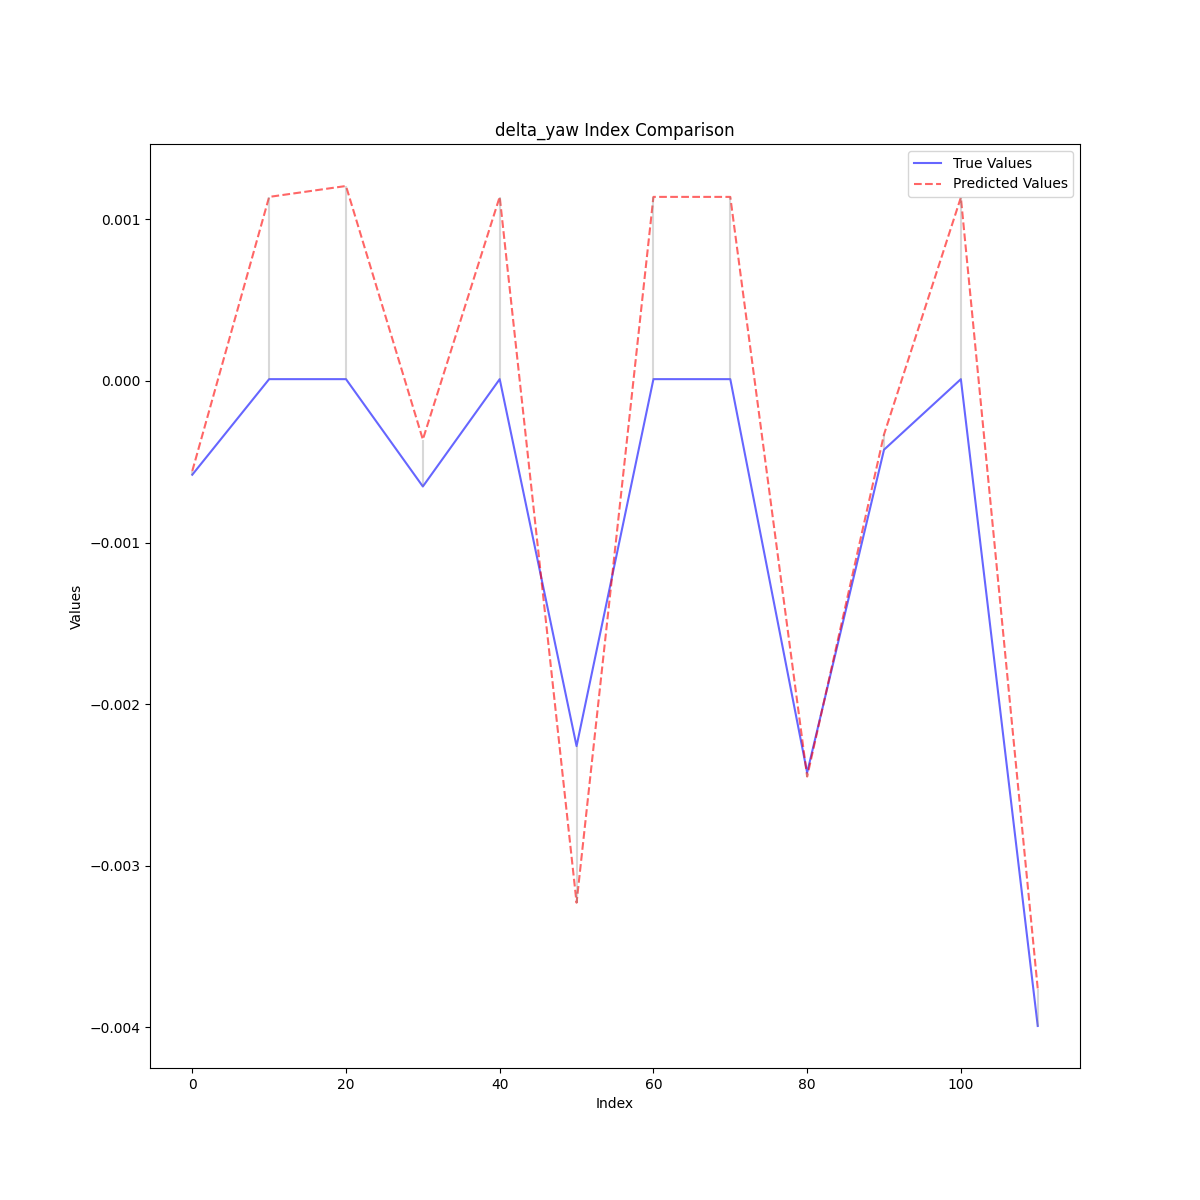 delta_yaw Index Comparison
True Values
Predicted Values
0.001
0.000
−0.001
−0.002
−0.003
−0.004
Values
0 20 40 60 80 100
Index